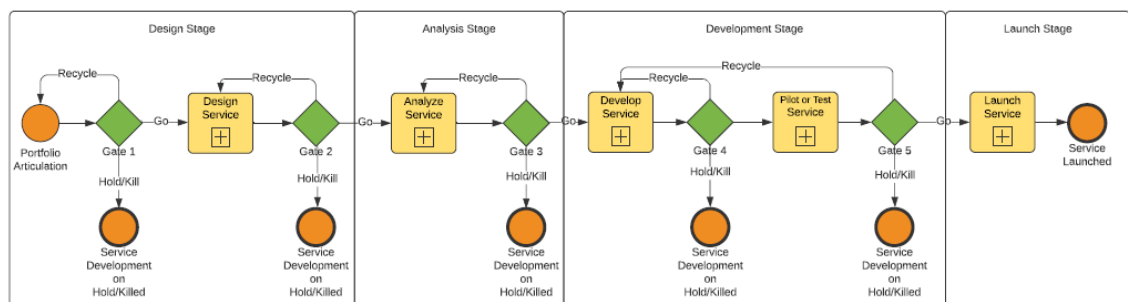 Design Stage
Analysis Stage
Development Stage
Launch Stage
Recycle
Recycle
Recycle
Recycle
Recycle
Portfolio
Articulation
Gate 1
Go
Design
Service
Gate 2
Go
Analyze
Service
Gate 3
Go
Develop
Service
Gate 4
Pilot or Test
Service
Gate 5
Go
Launch
Service
Service
Launched
Hold/Kill
Hold/Kill
Hold/Kill
Hold/Kill
Hold/Kill
Service
Development
on
Hold/Killed
Service
Development
on
Hold/Killed
Service
Development
on
Hold/Killed
Service
Development
on
Hold/Killed
Service
Development
on
Hold/Killed